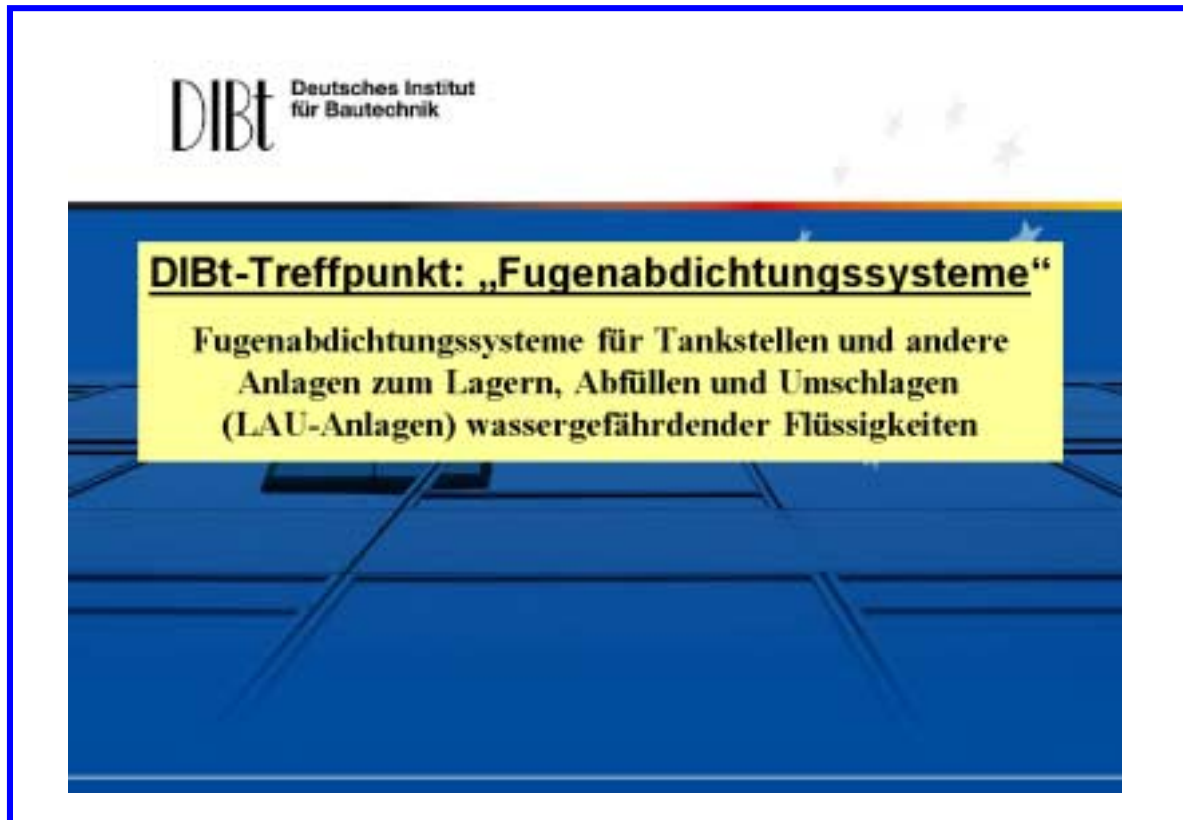 DIBt
Deutsches Institut
für Bautechnik
DIBt-Treffpunkt: „Fugenabdichtungssysteme“
Fugenabdichtungssysteme für Tankstellen und andere
Anlagen zum Lagern, Abfüllen und Umschlagen
(LAU-Anlagen) wassergefährdender Flüssigkeiten